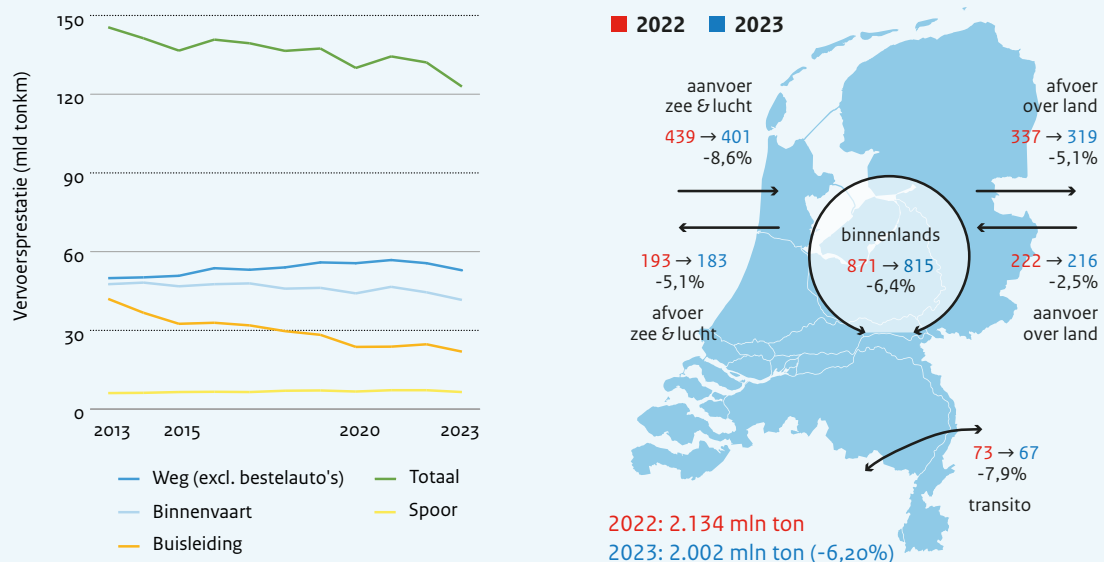 Vervoersprestatie (mld tonkm)
150
120
90
60
30
0
2013 2015 2020 2023
Weg (excl. bestelauto's)
Totaal
Binnenvaart
Spoor
Buisleiding
2022 2023
aanvoer
zee & lucht
439 → 401
-8,6%
afvoer
over land
337 → 319
-5,1%
193 → 183
-5,1%
afvoer
zee & lucht
binnenlands
871 → 815
-6,4%
222 → 216
-2,5%
aanvoer
over land
73 → 67
-7,9%
transito
2022: 2.134 mln ton
2023: 2.002 mln ton (-6,20%)